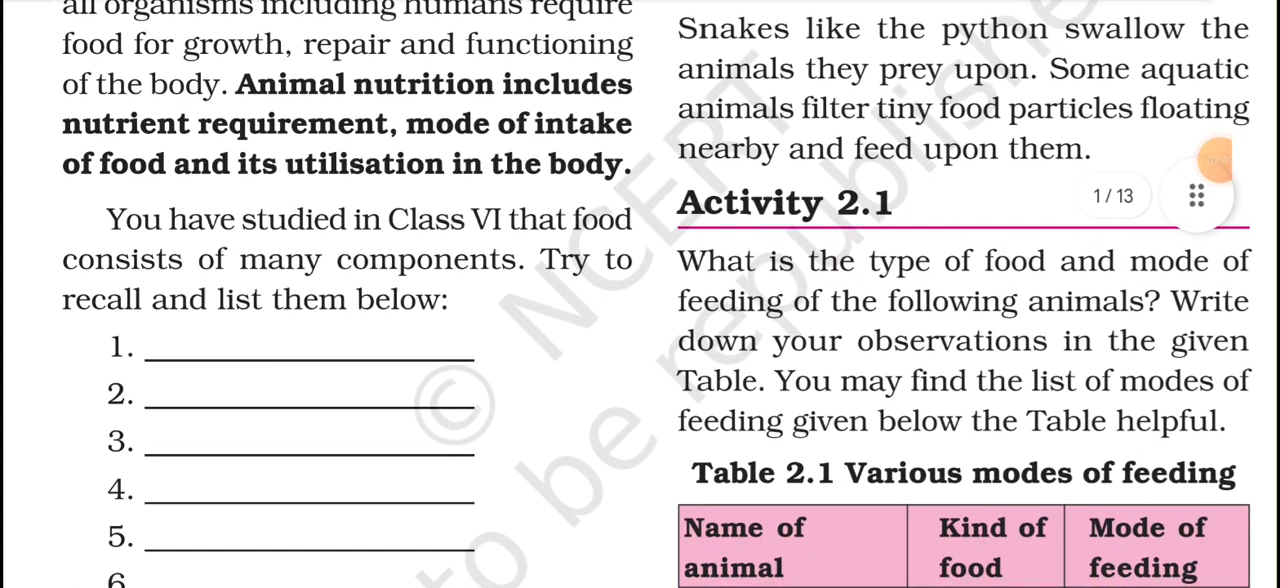 all organisms including humans require
food for growth, repair and functioning
of the body. Animal nutrition includes
nutrient requirement, mode of intake
of food and its utilisation in the body.
You have studied in Class VI that food
consists of many components. Try to
recall and list them below:
1.
2.
3.
4.
5.
6.
Snakes like the python swallow the
animals they prey upon. Some aquatic
animals filter tiny food particles floating
nearby and feed upon them.
Activity 2.1
1 / 13
What is the type of food and mode of
feeding of the following animals? Write
down your observations in the given
Table. You may find the list of modes of
feeding given below the Table helpful.
Table 2.1 Various modes of feeding
Name of animal
Kind of food
Mode of feeding
© NCERT
to be republished